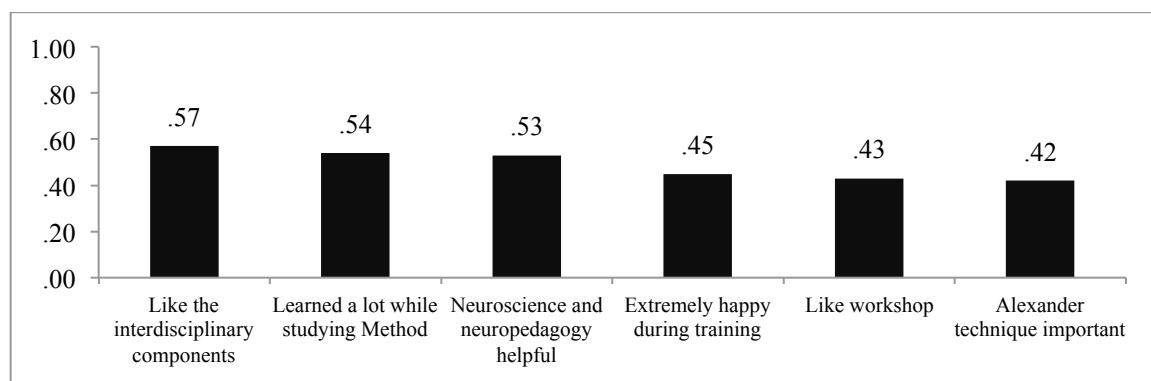 1.00
.80
.60
.40
.20
.00
.57
.54
.53
.45
.43
.42
Like the
interdisciplinary
components
Learned a lot while
studying Method
Neuroscience and
neuropedagogy
helpful
Extremely happy
during training
Like workshop
Alexander
technique important